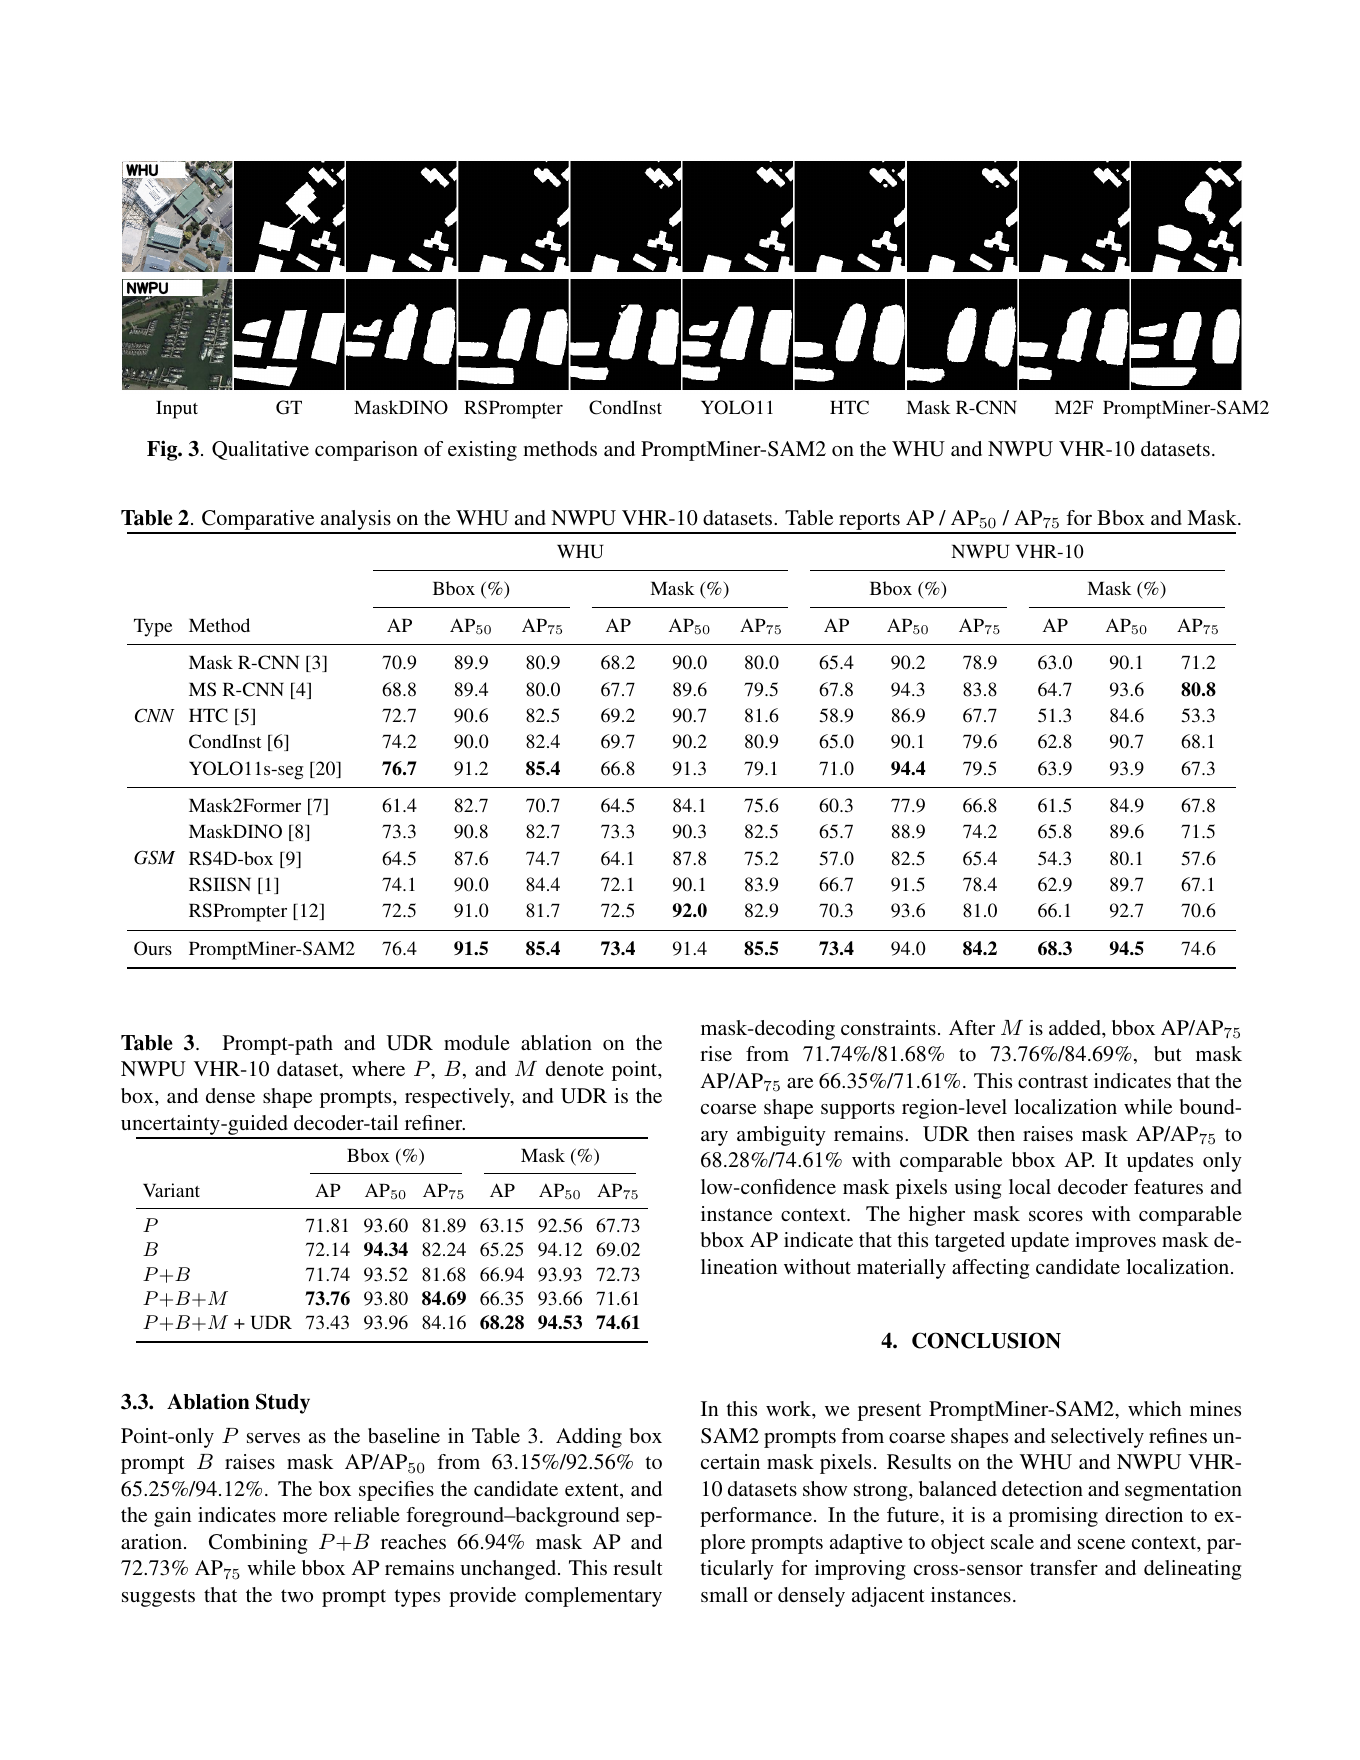 WHU
NWPU
Input GT MaskDINO RSPrompter CondInst YOLO11 HTC Mask R-CNN M2F PromptMiner-SAM2
Fig. 3. Qualitative comparison of existing methods and PromptMiner-SAM2 on the WHU and NWPU VHR-10 datasets.
Table 2. Comparative analysis on the WHU and NWPU VHR-10 datasets. Table reports AP / AP50 / AP75 for Bbox and Mask.
WHU NWPU VHR-10
Bbox (%) Mask (%) Bbox (%) Mask (%)
Type Method AP AP50 AP75 AP AP50 AP75 AP AP50 AP75 AP AP50 AP75
Mask R-CNN [3] 70.9 89.9 80.9 68.2 90.0 80.0 65.4 90.2 78.9 63.0 90.1 71.2
MS R-CNN [4] 68.8 89.4 80.0 67.7 89.6 79.5 67.8 94.3 83.8 64.7 93.6 80.8
CNN HTC [5] 72.7 90.6 82.5 69.2 90.7 81.6 58.9 86.9 67.7 51.3 84.6 53.3
CondInst [6] 74.2 90.0 82.4 69.7 90.2 80.9 65.0 90.1 79.6 62.8 90.7 68.1
YOLO11s-seg [20] 76.7 91.2 85.4 66.8 91.3 79.1 71.0 94.4 79.5 63.9 93.9 67.3
Mask2Former [7] 61.4 82.7 70.7 64.5 84.1 75.6 60.3 77.9 66.8 61.5 84.9 67.8
MaskDINO [8] 73.3 90.8 82.7 73.3 90.3 82.5 65.7 88.9 74.2 65.8 89.6 71.5
GSM RS4D-box [9] 64.5 87.6 74.7 64.1 87.8 75.2 57.0 82.5 65.4 54.3 80.1 57.6
RSIISN [1] 74.1 90.0 84.4 72.1 90.1 83.9 66.7 91.5 78.4 62.9 89.7 67.1
RSPrompter [12] 72.5 91.0 81.7 72.5 92.0 82.9 70.3 93.6 81.0 66.1 92.7 70.6
Ours PromptMiner-SAM2 76.4 91.5 85.4 73.4 91.4 85.5 73.4 94.0 84.2 68.3 94.5 74.6
Table 3. Prompt-path and UDR module ablation on the
NWPU VHR-10 dataset, where P, B, and M denote point,
box, and dense shape prompts, respectively, and UDR is the
uncertainty-guided decoder-tail refiner.
Bbox (%) Mask (%)
Variant AP AP50 AP75 AP AP50 AP75
P 71.81 93.60 81.89 63.15 92.56 67.73
B 72.14 94.34 82.24 65.25 94.12 69.02
P+B 71.74 93.52 81.68 66.94 93.93 72.73
P+B+M 73.76 93.80 84.69 66.35 93.66 71.61
P+B+M + UDR 73.43 93.96 84.16 68.28 94.53 74.61
3.3. Ablation Study
Point-only P serves as the baseline in Table 3. Adding box
prompt B raises mask AP/AP50 from 63.15%/92.56% to
65.25%/94.12%. The box specifies the candidate extent, and
the gain indicates more reliable foreground–background sep-
aration. Combining P+B reaches 66.94% mask AP and
72.73% AP75 while bbox AP remains unchanged. This result
suggests that the two prompt types provide complementary
mask-decoding constraints. After M is added, bbox AP/AP75
rise from 71.74%/81.68% to 73.76%/84.69%, but mask
AP/AP75 are 66.35%/71.61%. This contrast indicates that the
coarse shape supports region-level localization while bound-
ary ambiguity remains. UDR then raises mask AP/AP75 to
68.28%/74.61% with comparable bbox AP. It updates only
low-confidence mask pixels using local decoder features and
instance context. The higher mask scores with comparable
bbox AP indicate that this targeted update improves mask de-
lineation without materially affecting candidate localization.
4. CONCLUSION
In this work, we present PromptMiner-SAM2, which mines
SAM2 prompts from coarse shapes and selectively refines un-
certain mask pixels. Results on the WHU and NWPU VHR-
10 datasets show strong, balanced detection and segmentation
performance. In the future, it is a promising direction to ex-
plore prompts adaptive to object scale and scene context, par-
ticularly for improving cross-sensor transfer and delineating
small or densely adjacent instances.